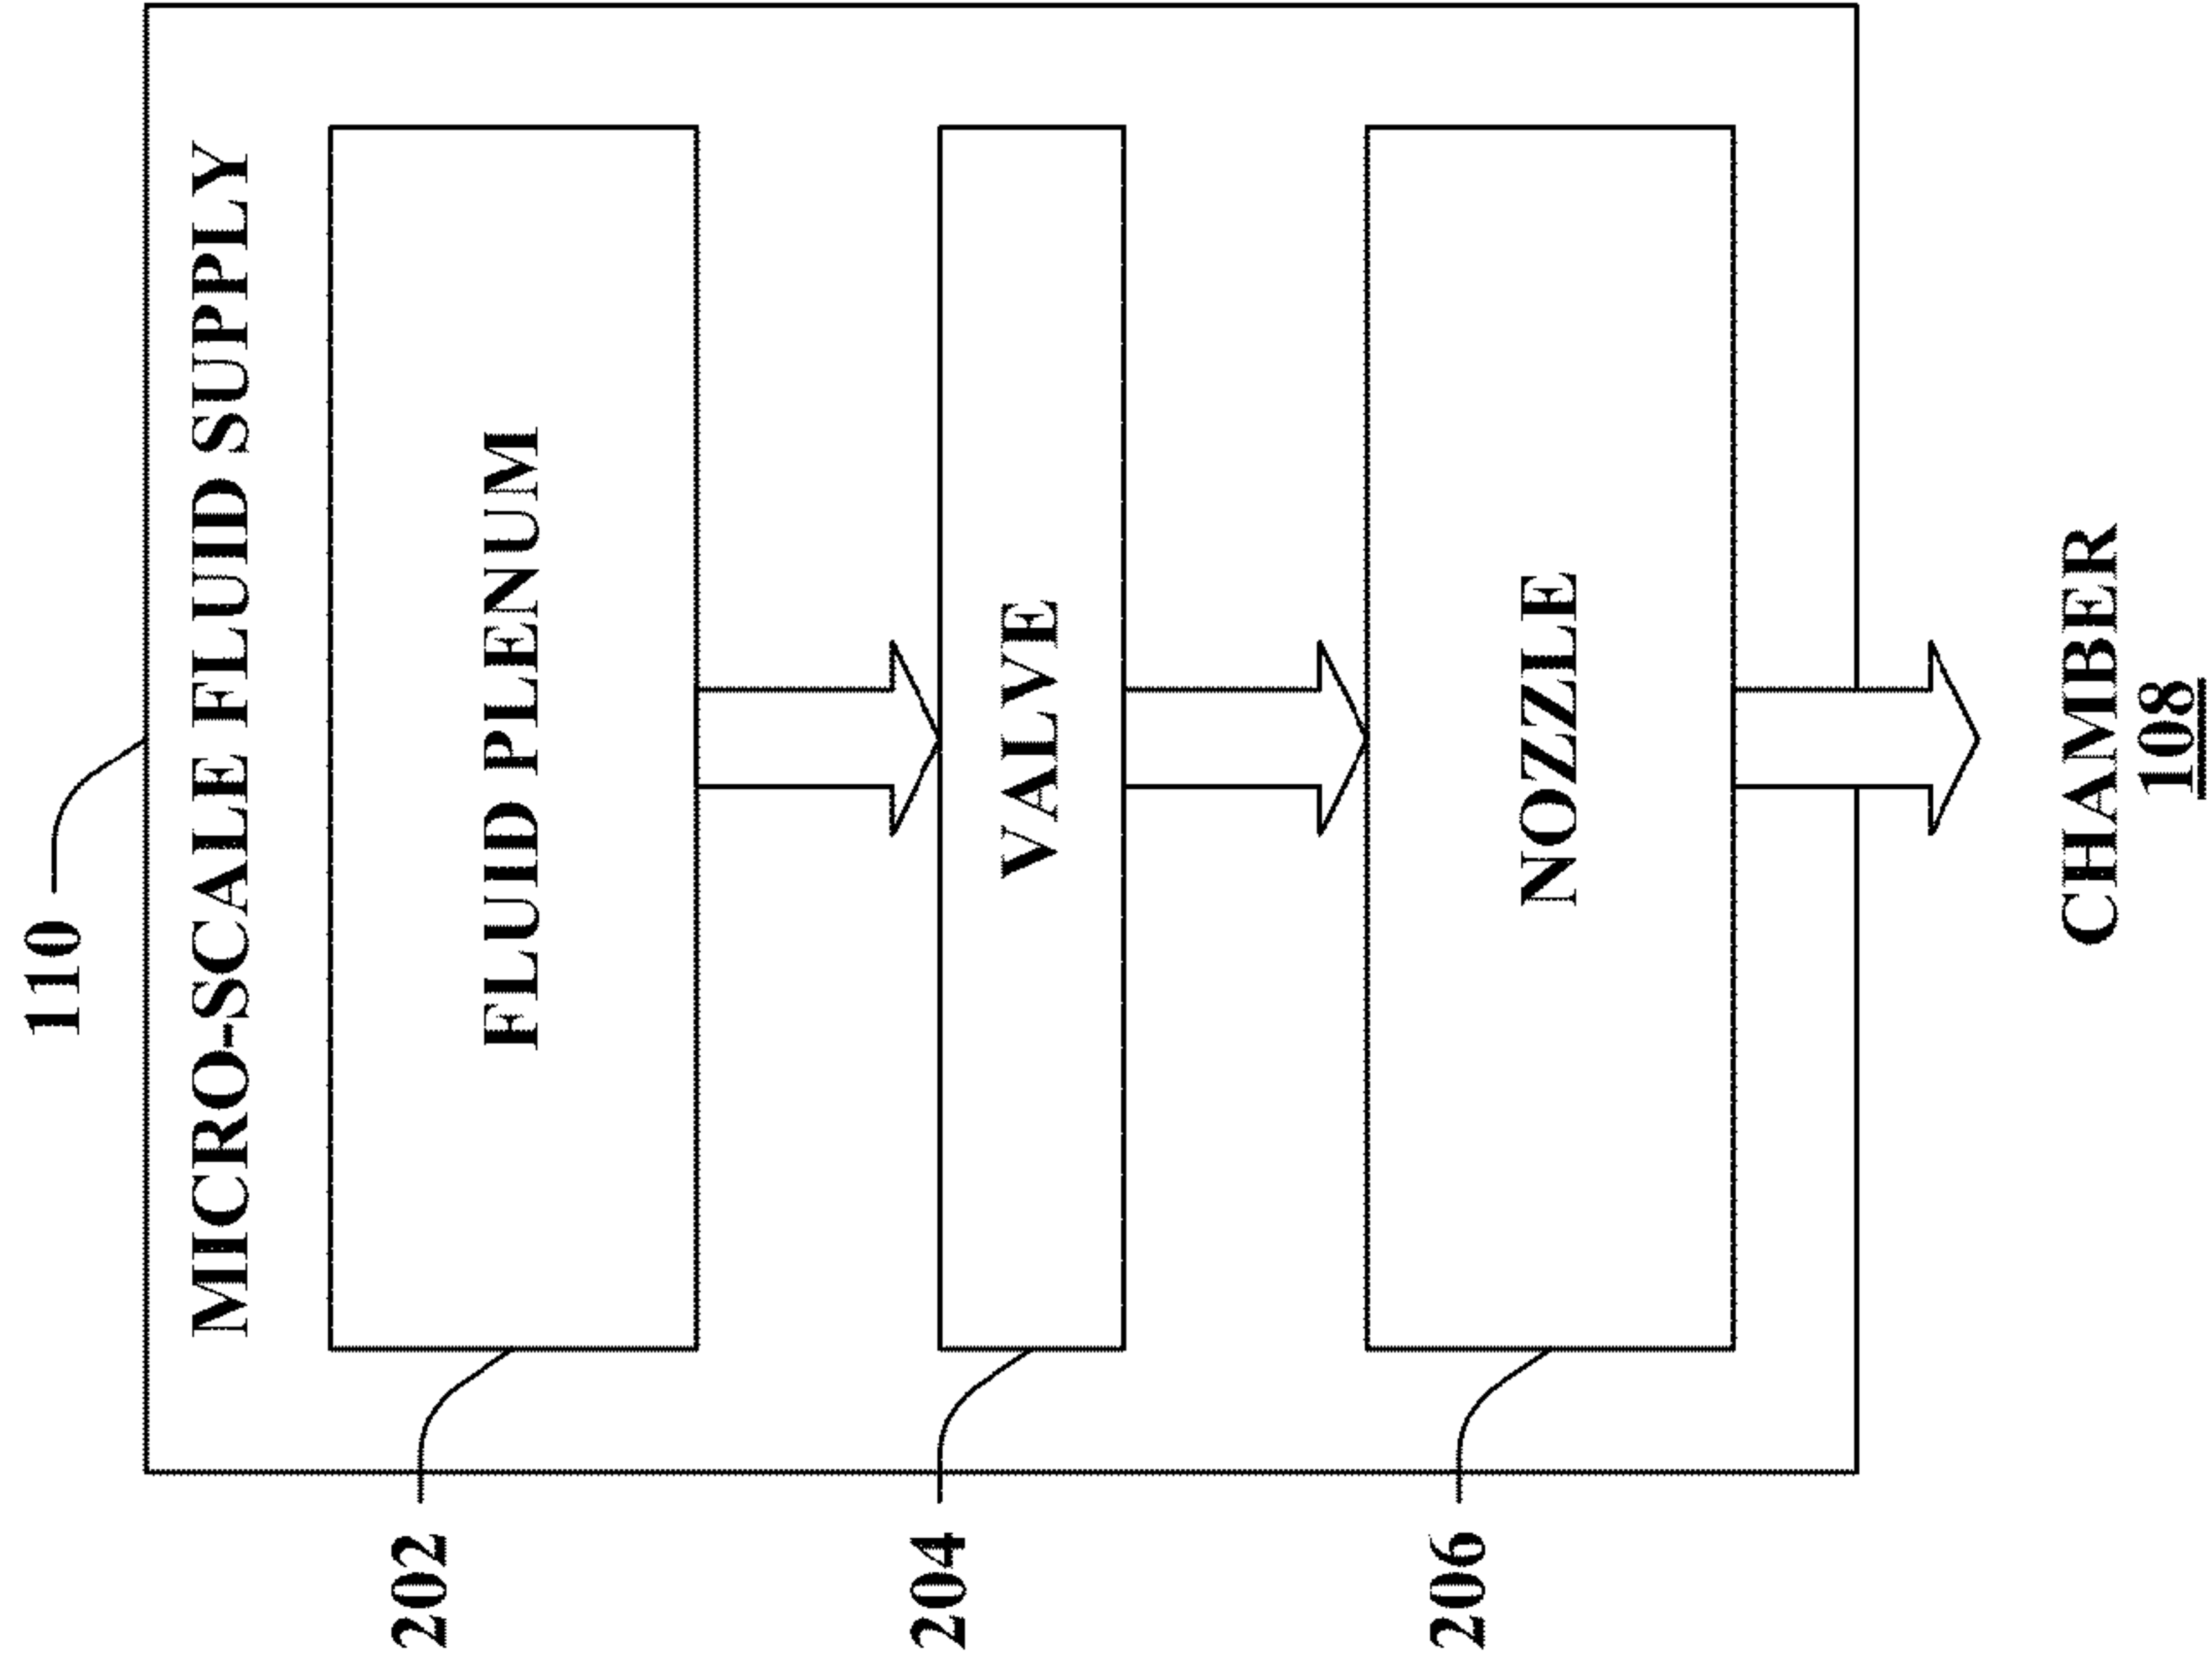 110
MICRO-SCALE FLUID SUPPLY
202
FLUID PLENUM
204
VALVE
206
NOZZLE
CHAMBER
108